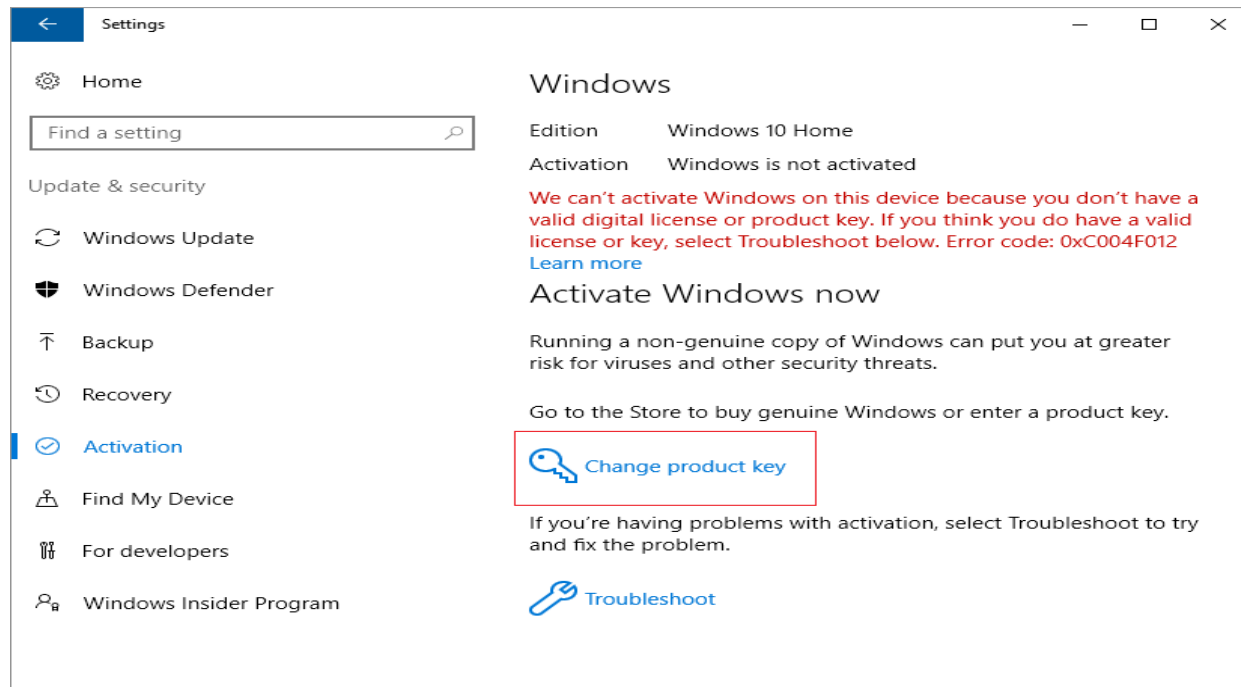 Settings
Home
Find a setting
Update & security
Windows Update
Windows Defender
Backup
Recovery
Activation
Find My Device
For developers
Windows Insider Program
Windows
Edition Windows 10 Home
Activation Windows is not activated
We can't activate Windows on this device because you don't have a
valid digital license or product key. If you think you do have a valid
license or key, select Troubleshoot below. Error code: 0xC004F012
Learn more
Activate Windows now
Running a non-genuine copy of Windows can put you at greater
risk for viruses and other security threats.
Go to the Store to buy genuine Windows or enter a product key.
Change product key
If you're having problems with activation, select Troubleshoot to try
and fix the problem.
Troubleshoot